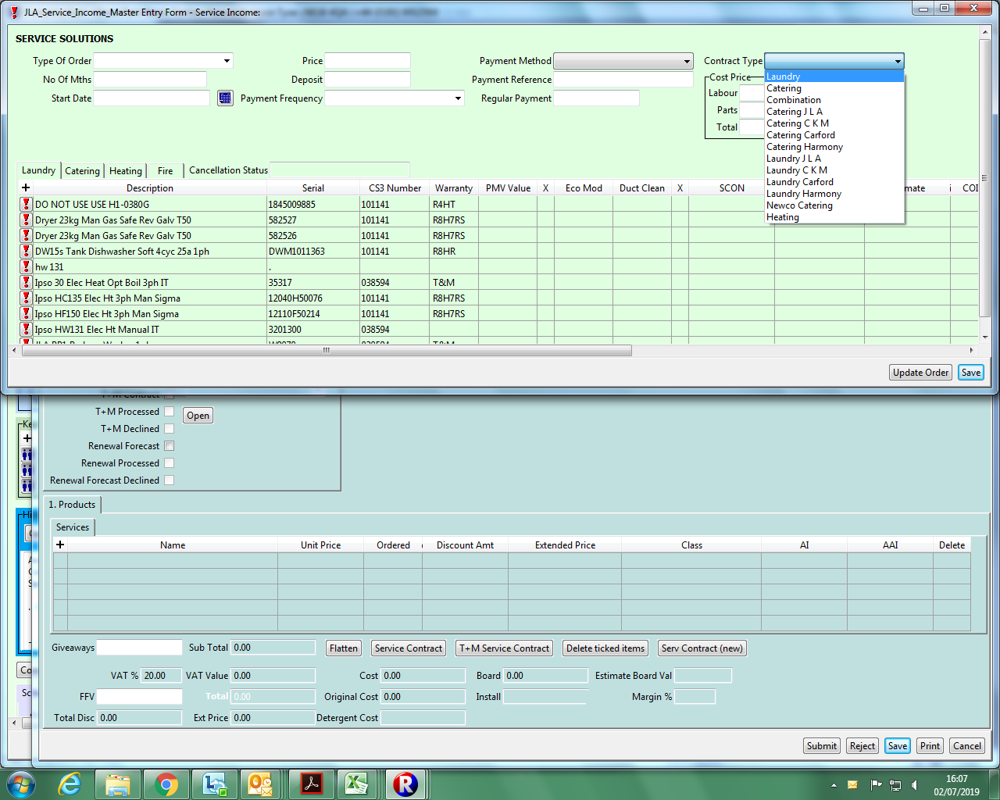 JLA_Service_Income_Master Entry Form - Service Income:
SERVICE SOLUTIONS
Type Of Order Price Payment Method Contract Type
No Of Mths Deposit Payment Reference Cost Price
Start Date Payment Frequency Regular Payment Labour
Parts
Total
Laundry
Catering
Combination
Catering J L A
Catering C K M
Catering Carford
Catering Harmony
Laundry J L A
Laundry C K M
Laundry Carford
Laundry Harmony
Newco Catering
Heating
Laundry Catering Heating Fire Cancellation Status
Description Serial CS3 Number Warranty PMV Value X Eco Mod Duct Clean X SCON mate COI
DO NOT USE USE H1-0380G 1845009885 101141 R4HT
Dryer 23kg Man Gas Safe Rev Galv T50 582527 101141 R8H7RS
Dryer 23kg Man Gas Safe Rev Galv T50 582526 101141 R8H7RS
DW15s Tank Dishwasher Soft 4cyc 25a 1ph DWM1011363 101141 R8HR
hw 131 .
Ipso 30 Elec Heat Opt Boil 3ph IT 35317 038594 T&M
Ipso HC135 Elec Ht 3ph Man Sigma 12040H50076 101141 R8H7RS
Ipso HF150 Elec Ht 3ph Man Sigma 12110F50214 101141 R8H7RS
Ipso HW131 Elec Ht Manual IT 3201300 038594
Update Order Save
T+M Contract
T+M Processed Open
T+M Declined
Renewal Forecast
Renewal Processed
Renewal Forecast Declined
1. Products
Services
Name Unit Price Ordered Discount Amt Extended Price Class AI AAI Delete
Giveaways Sub Total 0.00 Flatten Service Contract T+M Service Contract Delete ticked items Serv Contract (new)
VAT % 20.00 VAT Value 0.00 Cost 0.00 Board 0.00 Estimate Board Val
FFV Total 0.00 Original Cost 0.00 Install Margin %
Total Disc 0.00 Ext Price 0.00 Detergent Cost
Submit Reject Save Print Cancel
16:07
02/07/2019